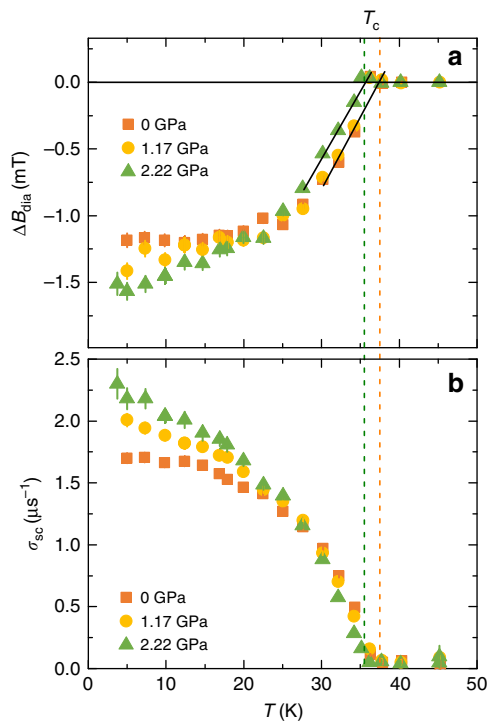 T_c
a
0.0
−0.5
−1.0
−1.5
ΔB_dia (mT)
0 GPa
1.17 GPa
2.22 GPa
b
2.5
2.0
1.5
1.0
0.5
0.0
σ_sc (μs⁻¹)
0 GPa
1.17 GPa
2.22 GPa
0 10 20 30 40 50
T (K)